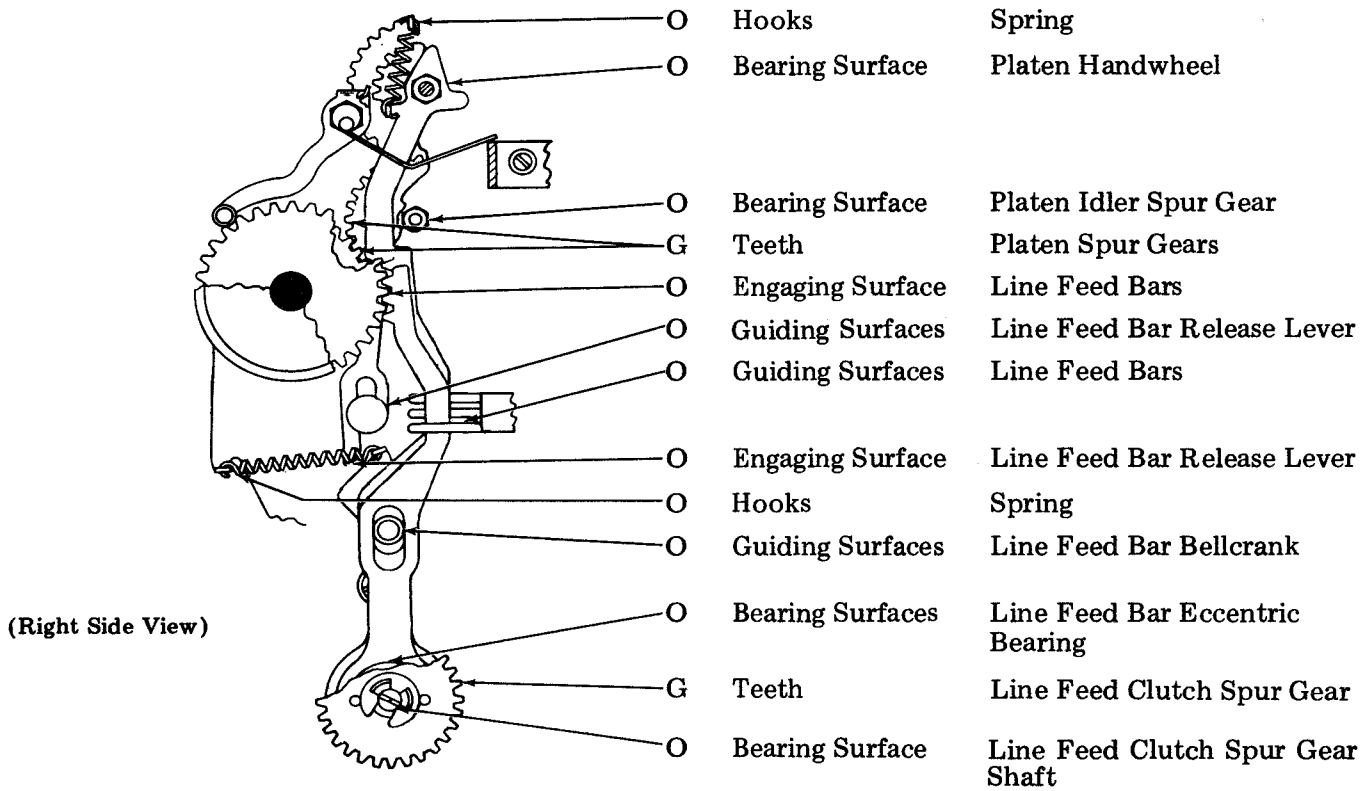 O Hooks Spring
O Bearing Surface Platen Handwheel
O Bearing Surface Platen Idler Spur Gear
G Teeth Platen Spur Gears
O Engaging Surface Line Feed Bars
O Guiding Surfaces Line Feed Bar Release Lever
O Guiding Surfaces Line Feed Bars
O Engaging Surface Line Feed Bar Release Lever
O Hooks Spring
O Guiding Surfaces Line Feed Bar Bellcrank
O Bearing Surfaces Line Feed Bar Eccentric
Bearing
(Right Side View)
G Teeth Line Feed Clutch Spur Gear
O Bearing Surface Line Feed Clutch Spur Gear
Shaft